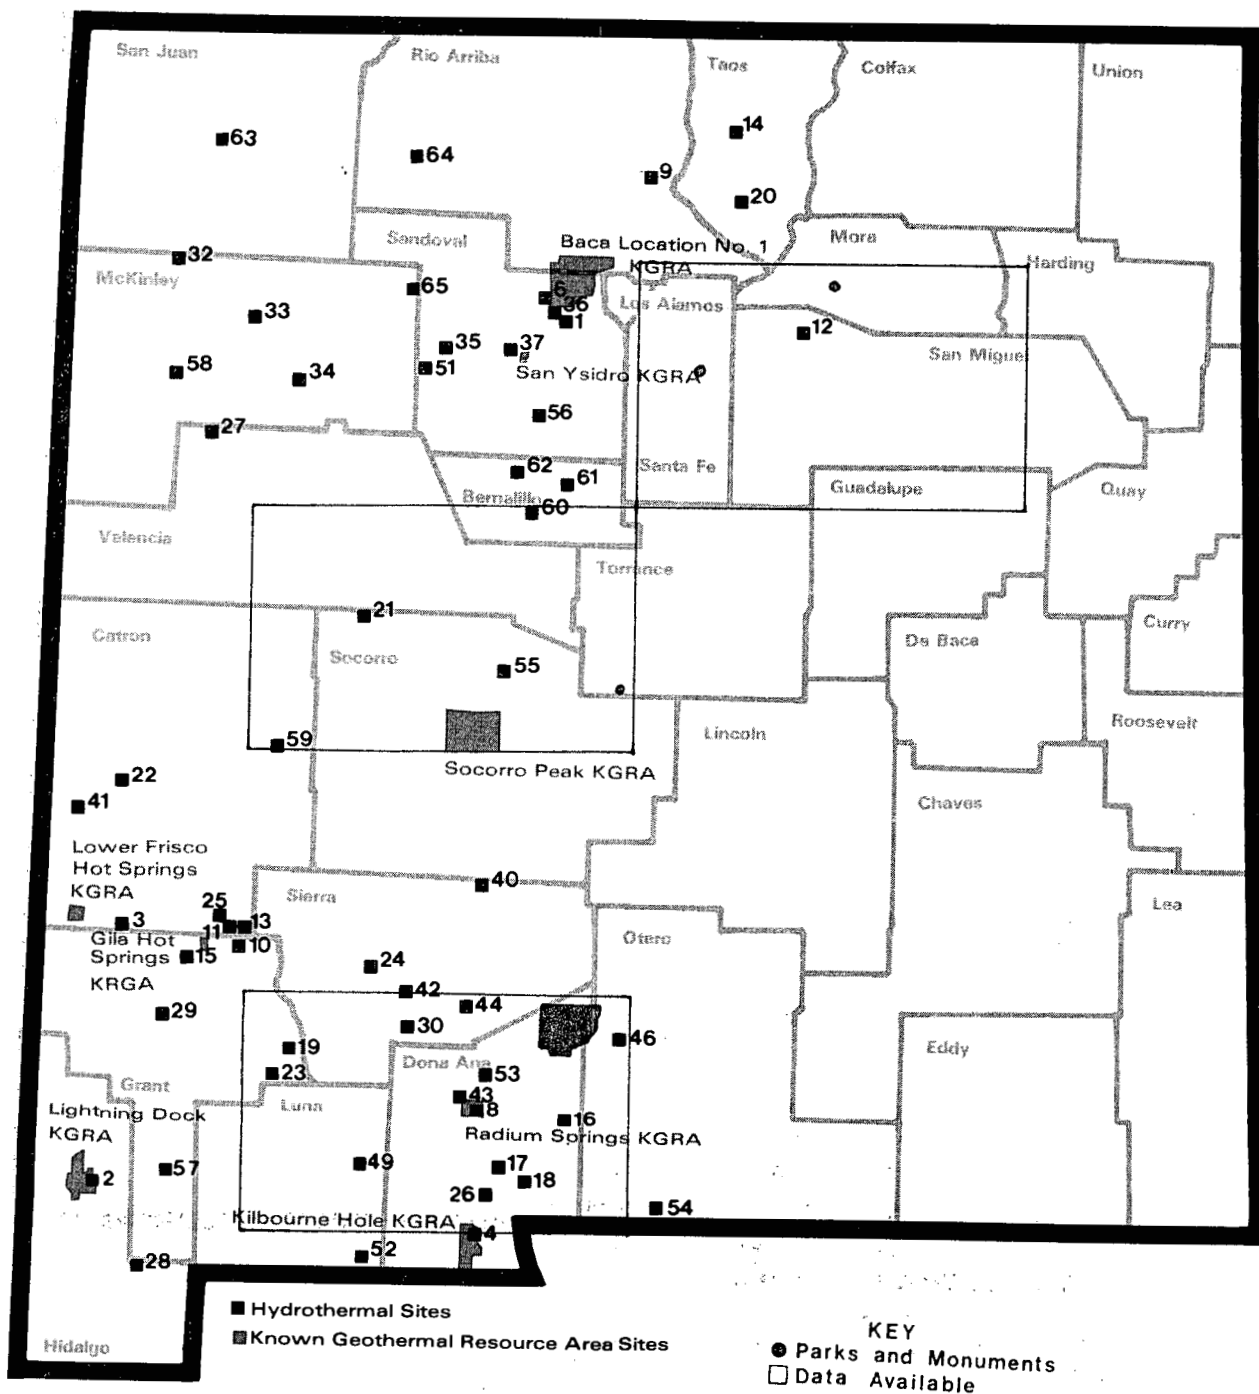 San Juan
Rio Arriba
Taos
Colfax
Union
63
64
14
9
20
Sandoval
Baca Location No. 1
KGRA
Mora
Harding
32
McKinley
65
6
36
1
Los Alamos
33
12
35
37
San Miguel
58
34
51
San Ysidro KGRA
56
27
62
61
Santa Fe
Bernalillo
60
Guadalupe
Quay
Valencia
Torrance
21
Catron
Socorro
55
De Baca
Curry
59
Socorro Peak KGRA
Lincoln
Roosevelt
22
41
Chaves
Lower Frisco
Hot Springs
KGRA
40
Sierra
Lea
25
3
11
13
10
Gila Hot
Springs
KRGA
15
Otero
24
42
44
29
30
46
19
23
Dona Ana
53
Eddy
Grant
Luna
43
8
16
Lightning Dock
KGRA
Radium Springs KGRA
2
57
49
17
18
26
54
Kilbourne Hole KGRA
4
52
28
Hidalgo
Hydrothermal Sites
Known Geothermal Resource Area Sites
KEY
Parks and Monuments
Data Available